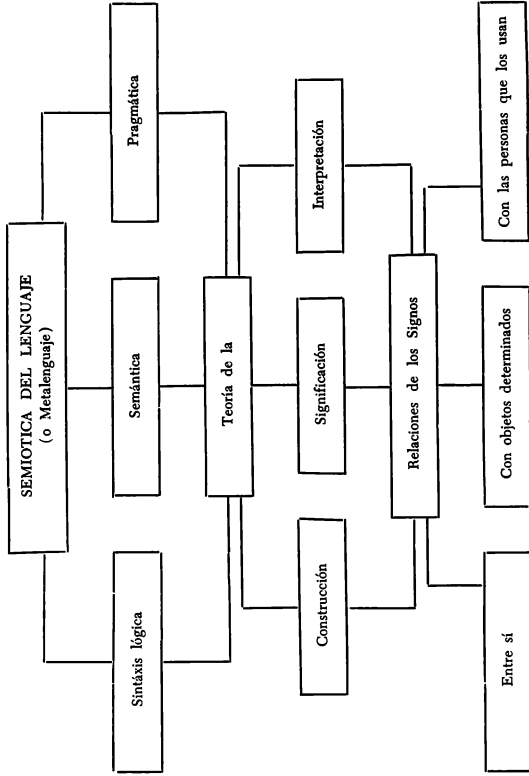 SEMIOTICA DEL LENGUAJE
(o Metalenguaje)
Sintáxis lógica
Semántica
Pragmática
Teoría de la
Construcción
Significación
Interpretación
Relaciones de los Signos
Entre sí
Con objetos determinados
Con las personas que los usan